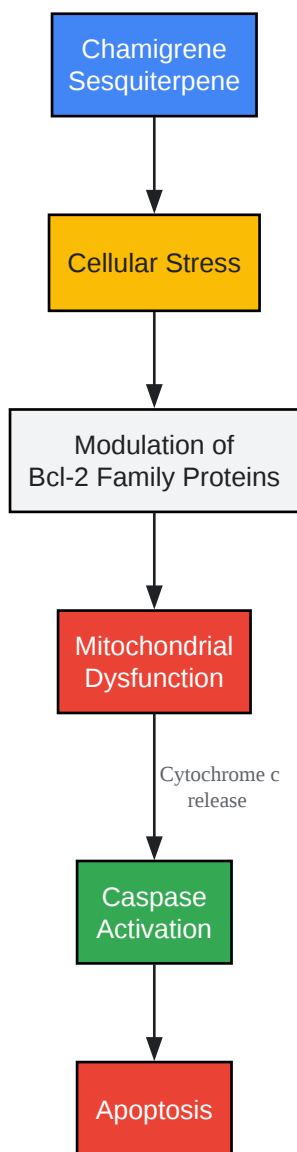 Chamigrene
Sesquiterpene
Cellular Stress
Modulation of
Bcl-2 Family Proteins
Mitochondrial
Dysfunction
Cytochrome c
release
Caspase
Activation
Apoptosis